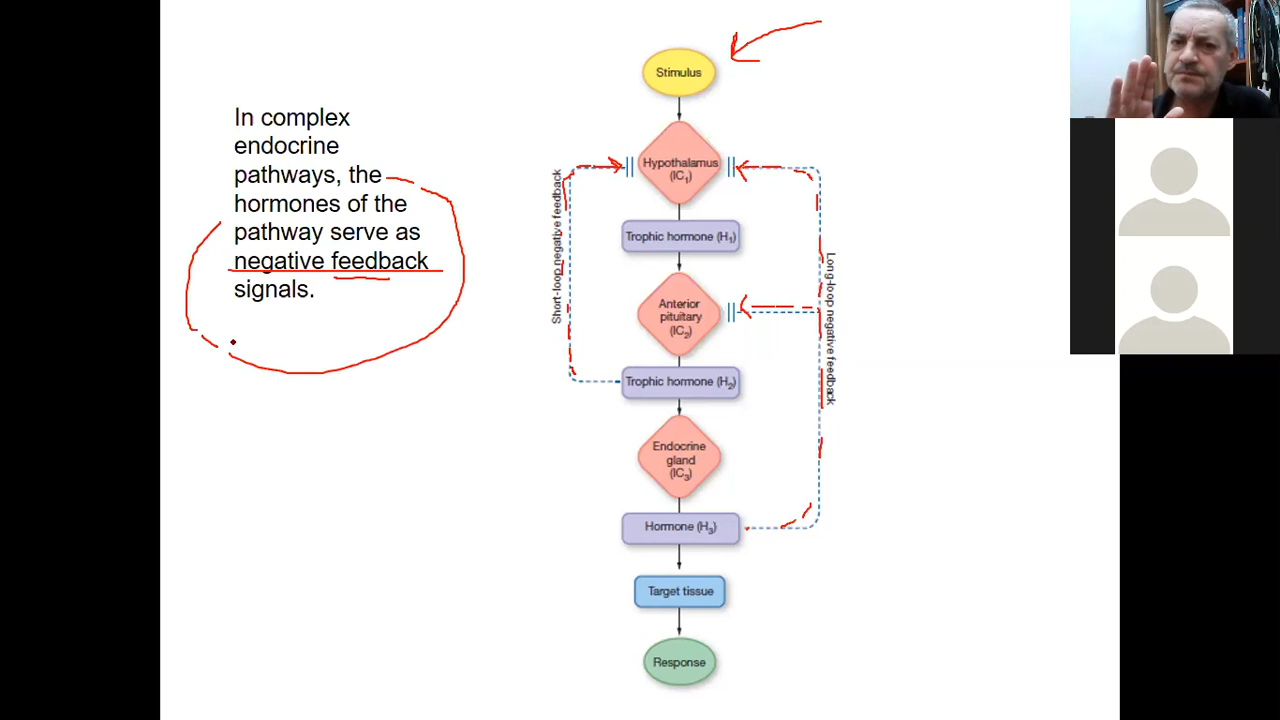 In complex
endocrine
pathways, the
hormones of the
pathway serve as
negative feedback
signals.
Stimulus
Hypothalamus
(IC₁)
Trophic hormone (H₁)
Short-loop negative feedback
Long-loop negative feedback
Anterior
pituitary
(IC₂)
Trophic hormone (H₂)
Endocrine
gland
(IC₃)
Hormone (H₃)
Target tissue
Response